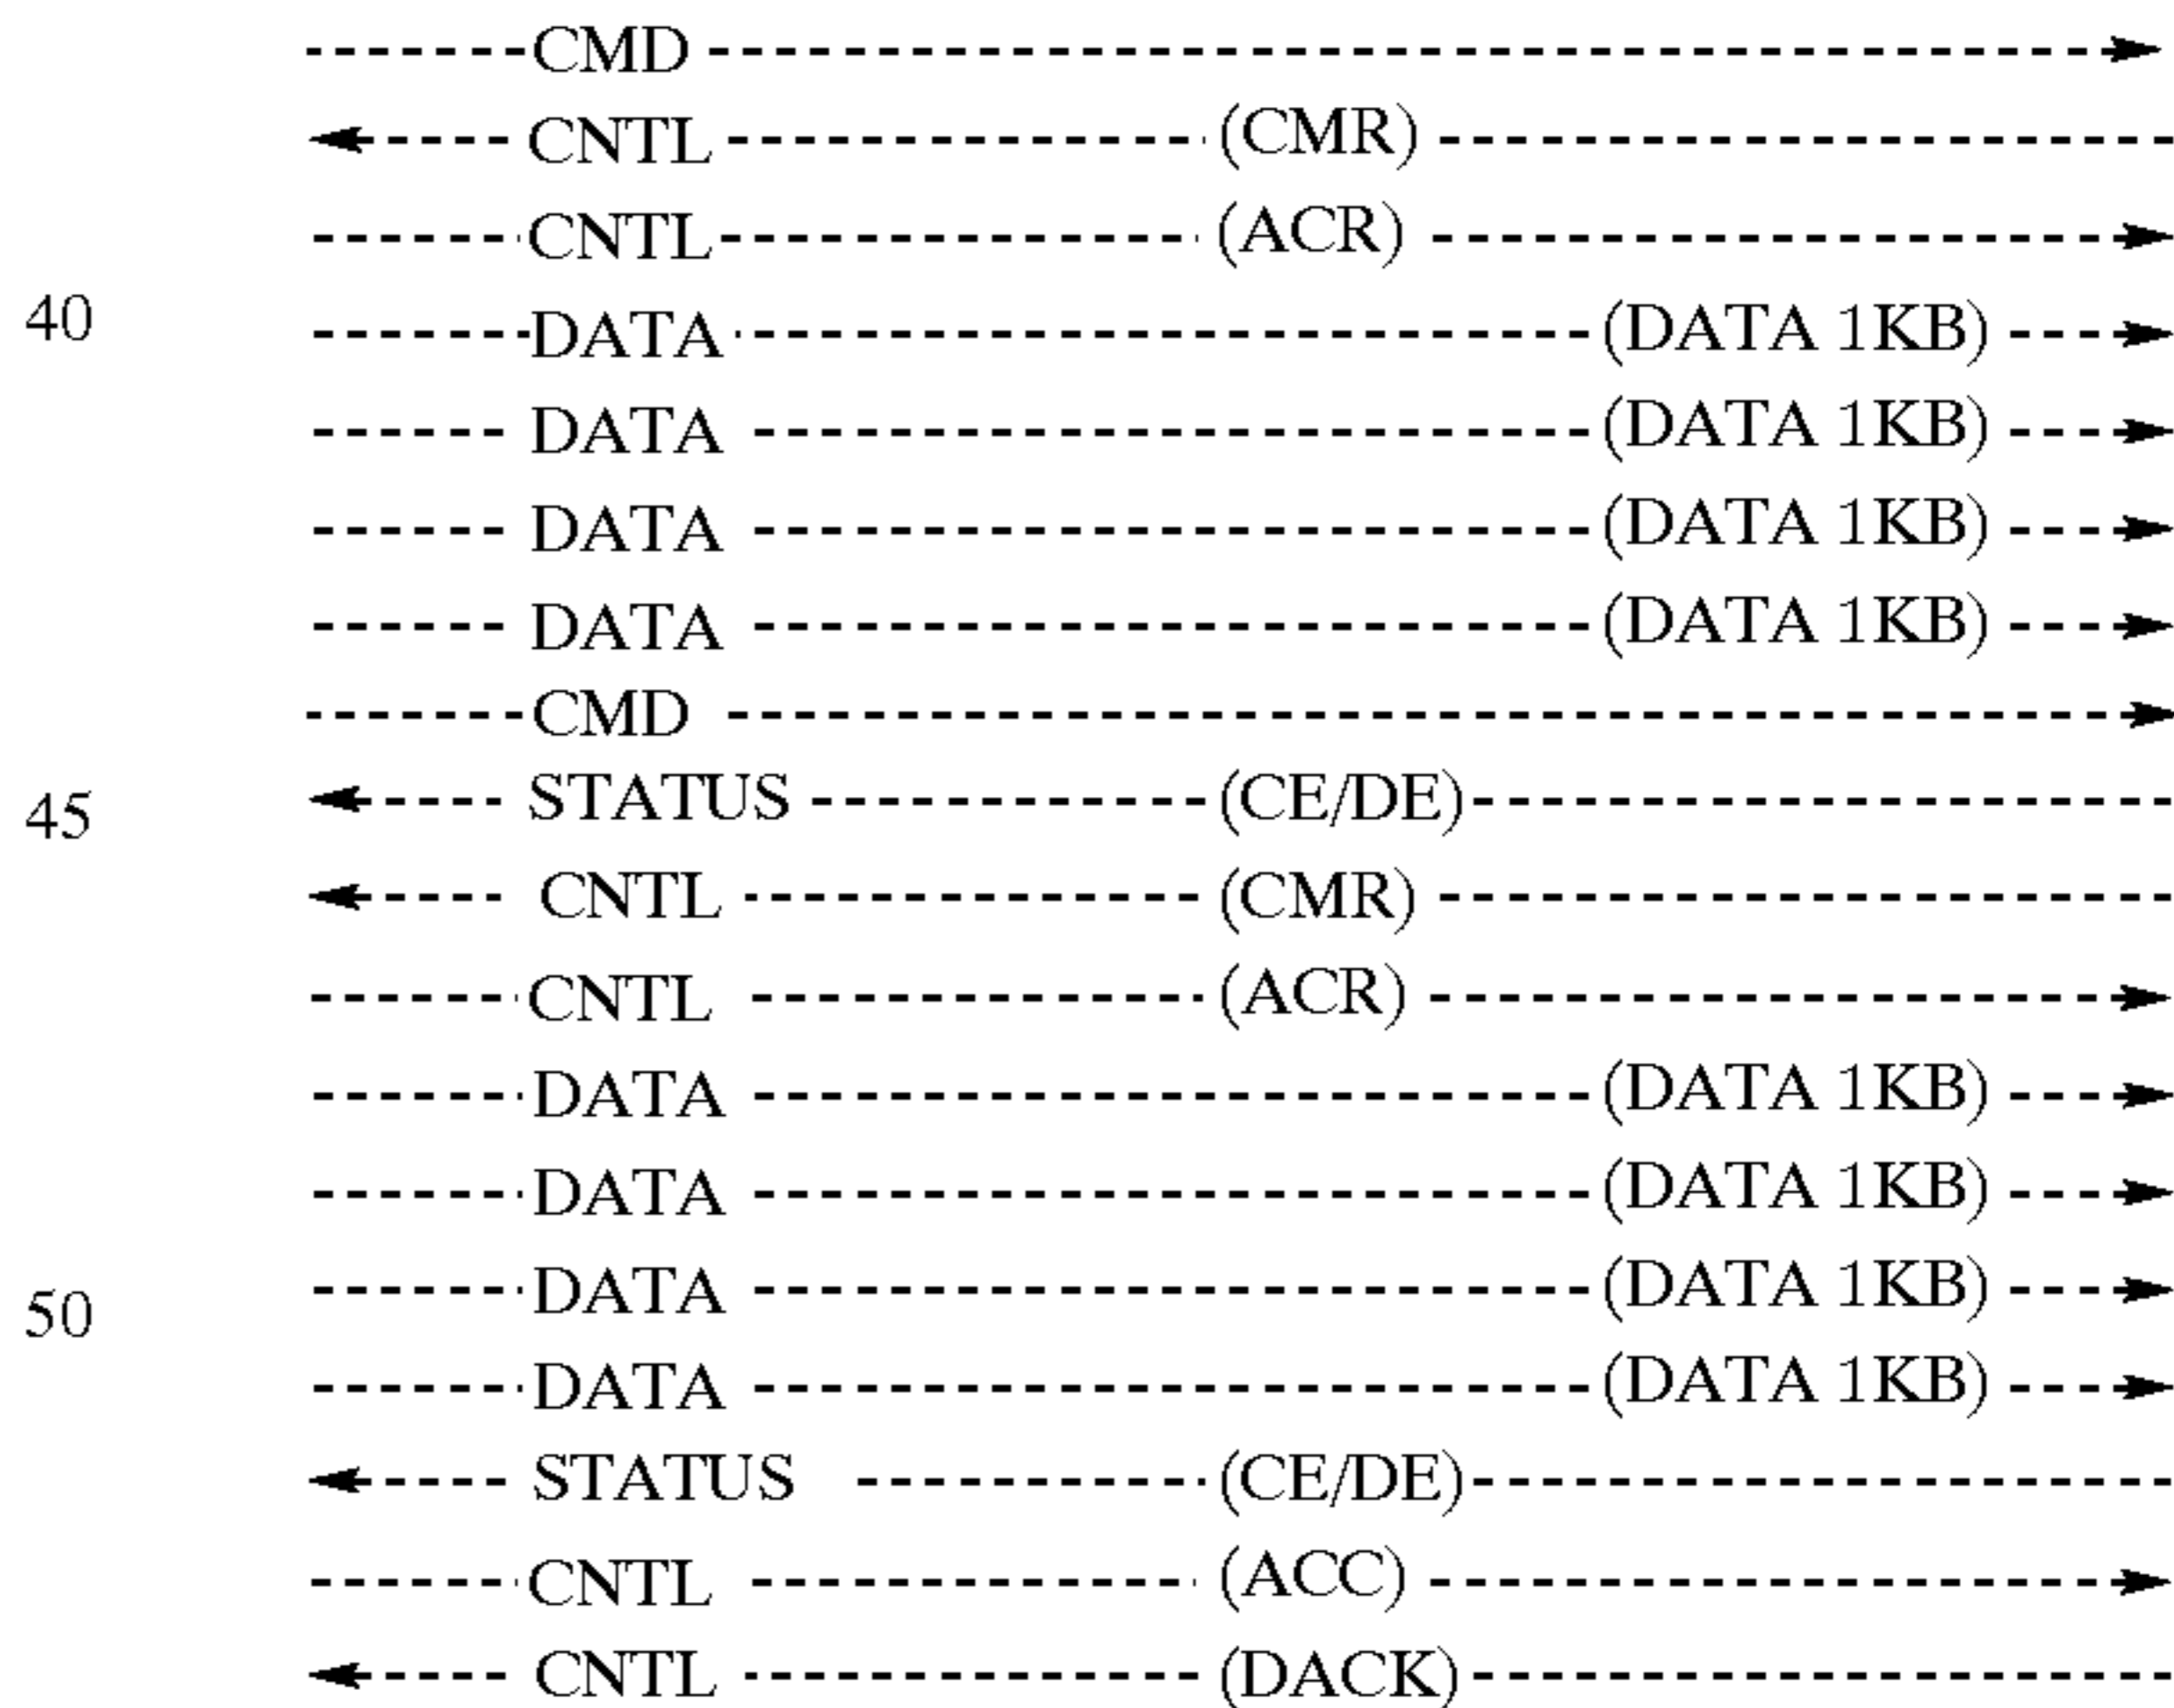 CMD
CNTL (CMR)
CNTL (ACR)
40 DATA (DATA 1KB)
DATA (DATA 1KB)
DATA (DATA 1KB)
DATA (DATA 1KB)
CMD
45 STATUS (CE/DE)
CNTL (CMR)
CNTL (ACR)
DATA (DATA 1KB)
DATA (DATA 1KB)
50 DATA (DATA 1KB)
DATA (DATA 1KB)
STATUS (CE/DE)
CNTL (ACC)
CNTL (DACK)